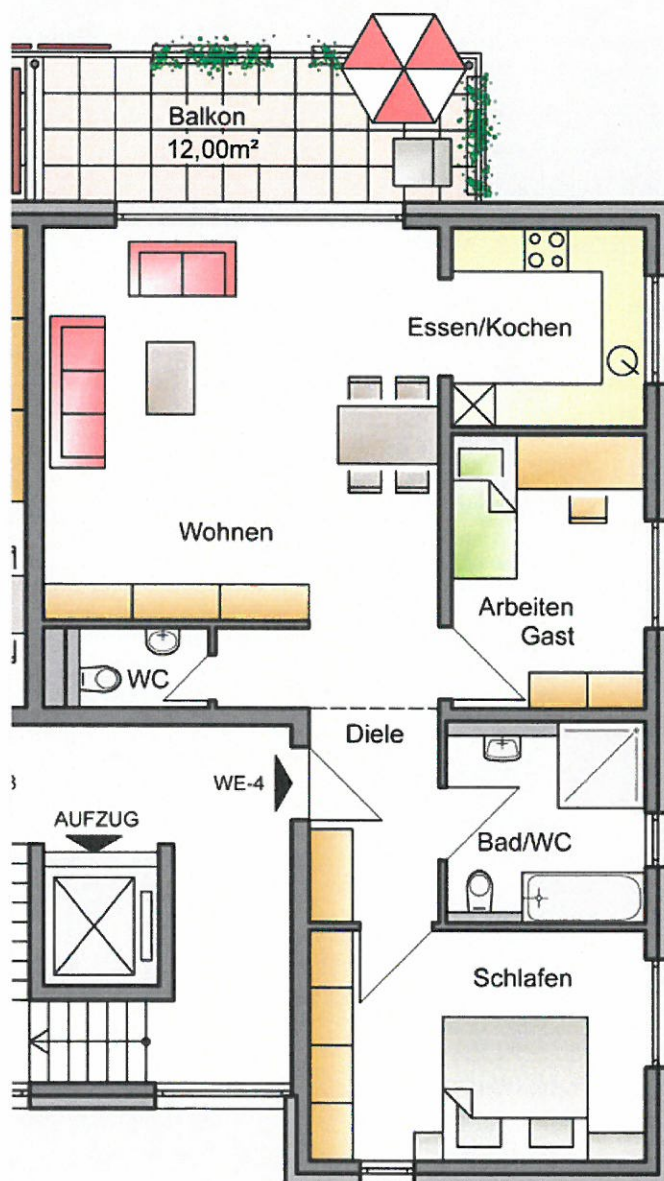 Balkon
12,00m²
Essen/Kochen
Wohnen
Arbeiten
Gast
WC
Diele
WE-4
AUFZUG
Bad/WC
Schlafen